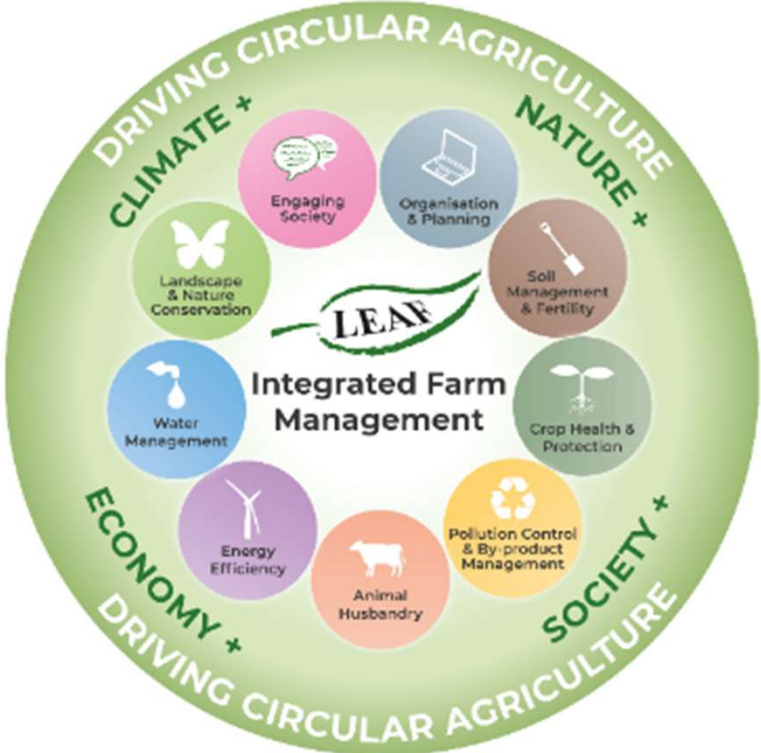 DRIVING CIRCULAR AGRICULTURE
CLIMATE +
NATURE +
Engaging
Society
Organisation
& Planning
Landscape
& Nature
Conservation
Soil
Management
& Fertility
LEAF
Integrated Farm
Management
Water
Management
Crop Health &
Protection
Energy
Efficiency
Pollution Control
& By-product
Management
Animal
Husbandry
ECONOMY +
SOCIETY +
DRIVING CIRCULAR AGRICULTURE